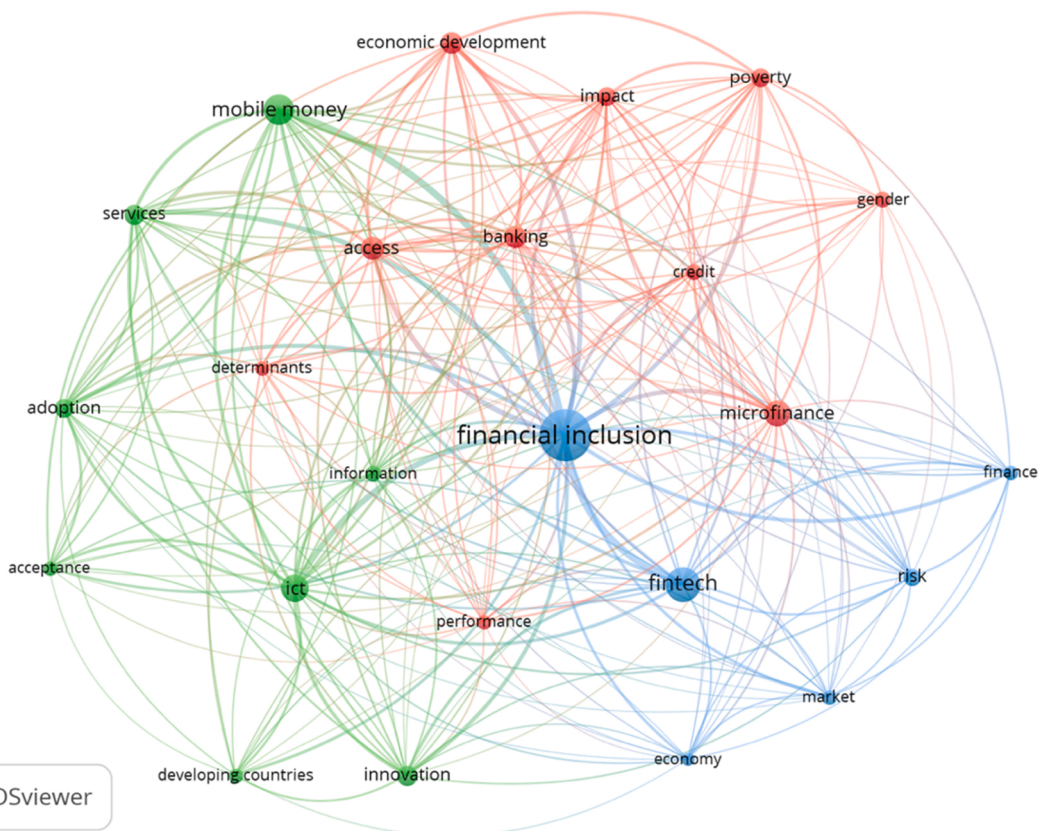 economic development
poverty
impact
mobile money
gender
services
banking
access
credit
determinants
adoption
microfinance
financial inclusion
information
finance
acceptance
risk
fintech
ict
performance
market
economy
developing countries
innovation
OSviewer